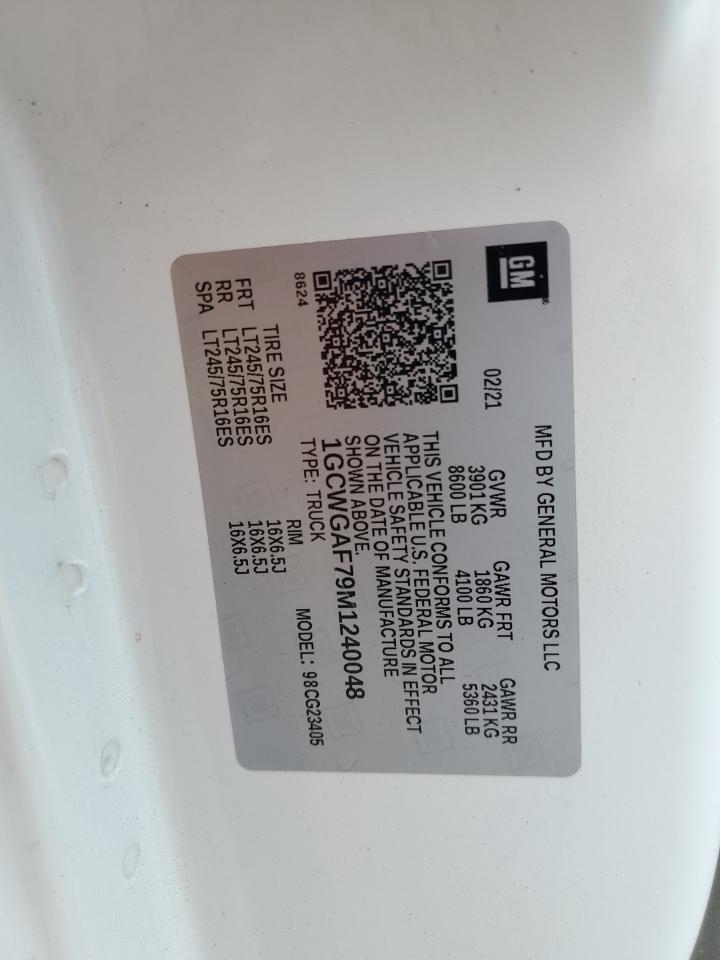 GM
MFD BY GENERAL MOTORS LLC
02/21
GVWR GAWR FRT GAWR RR
3901 KG 1860 KG 2431 KG
8600 LB 4100 LB 5360 LB
THIS VEHICLE CONFORMS TO ALL
APPLICABLE U.S. FEDERAL MOTOR
VEHICLE SAFETY STANDARDS IN EFFECT
ON THE DATE OF MANUFACTURE
SHOWN ABOVE.
1GCWGAF79M1240048
TYPE: TRUCK MODEL: 98CG23405
8624
TIRE SIZE RIM
FRT LT245/75R16ES 16X6.5J
RR LT245/75R16ES 16X6.5J
SPA LT245/75R16ES 16X6.5J